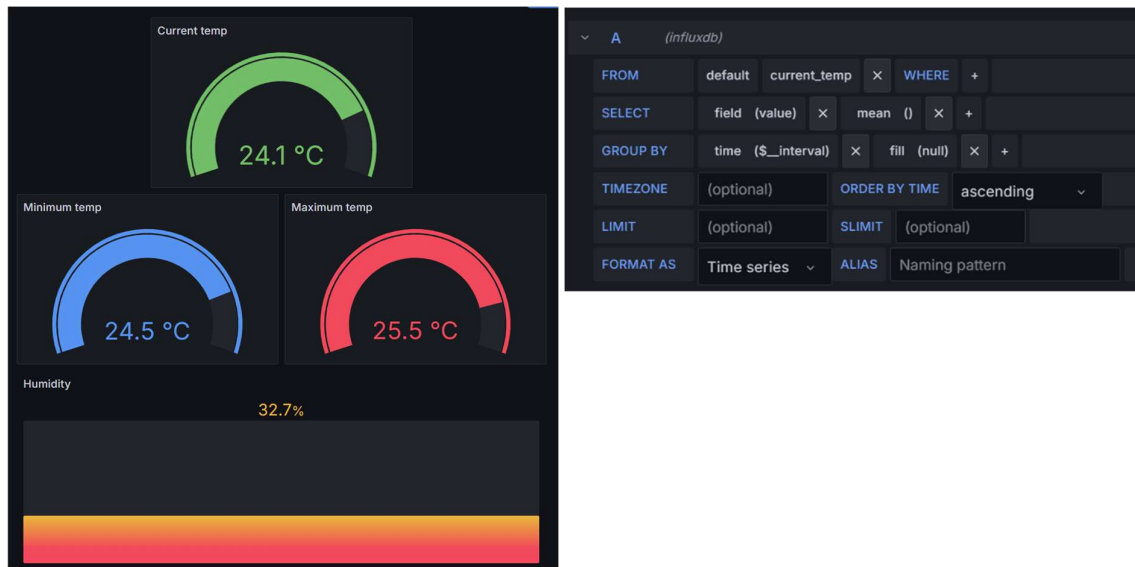 Current temp
24.1 °C
Minimum temp
24.5 °C
Maximum temp
25.5 °C
Humidity
32.7%
A (influxdb)
FROM default current_temp × WHERE +
SELECT field (value) × mean () × +
GROUP BY time ($__interval) × fill (null) × +
TIMEZONE (optional) ORDER BY TIME ascending
LIMIT (optional) SLIMIT (optional)
FORMAT AS Time series ALIAS Naming pattern